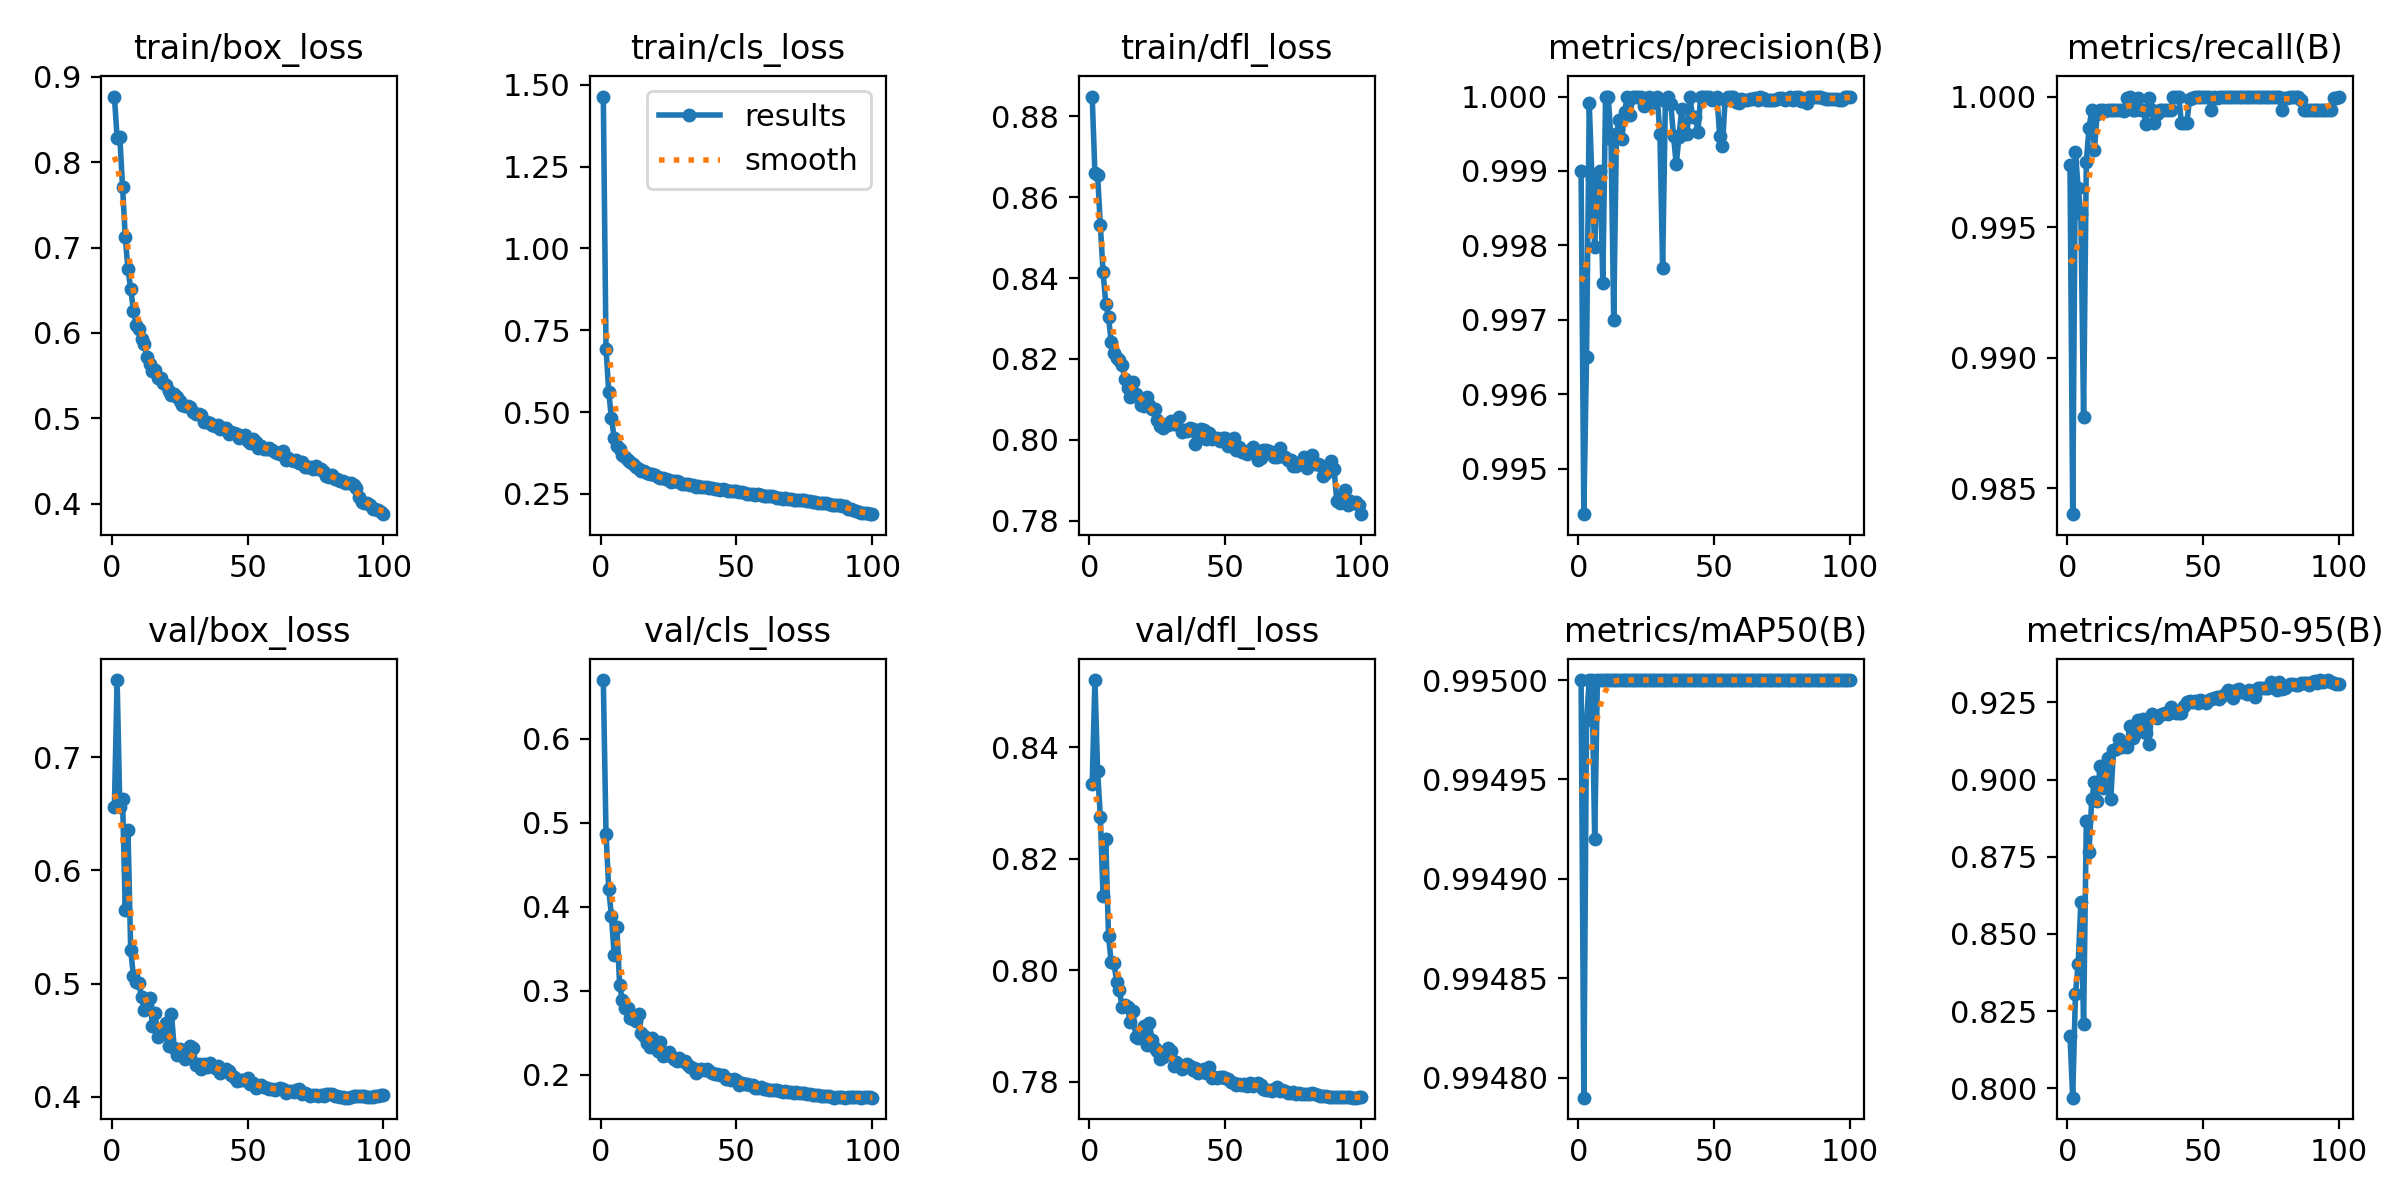 train/box_loss
0.9
0.8
0.7
0.6
0.5
0.4
0 50 100
train/cls_loss
results
smooth
1.50
1.25
1.00
0.75
0.50
0.25
0 50 100
train/dfl_loss
0.88
0.86
0.84
0.82
0.80
0.78
0 50 100
metrics/precision(B)
1.000
0.999
0.998
0.997
0.996
0.995
0 50 100
metrics/recall(B)
1.000
0.995
0.990
0.985
0 50 100
val/box_loss
0.7
0.6
0.5
0.4
0 50 100
val/cls_loss
0.6
0.5
0.4
0.3
0.2
0 50 100
val/dfl_loss
0.84
0.82
0.80
0.78
0 50 100
metrics/mAP50(B)
0.99500
0.99495
0.99490
0.99485
0.99480
0 50 100
metrics/mAP50-95(B)
0.925
0.900
0.875
0.850
0.825
0.800
0 50 100